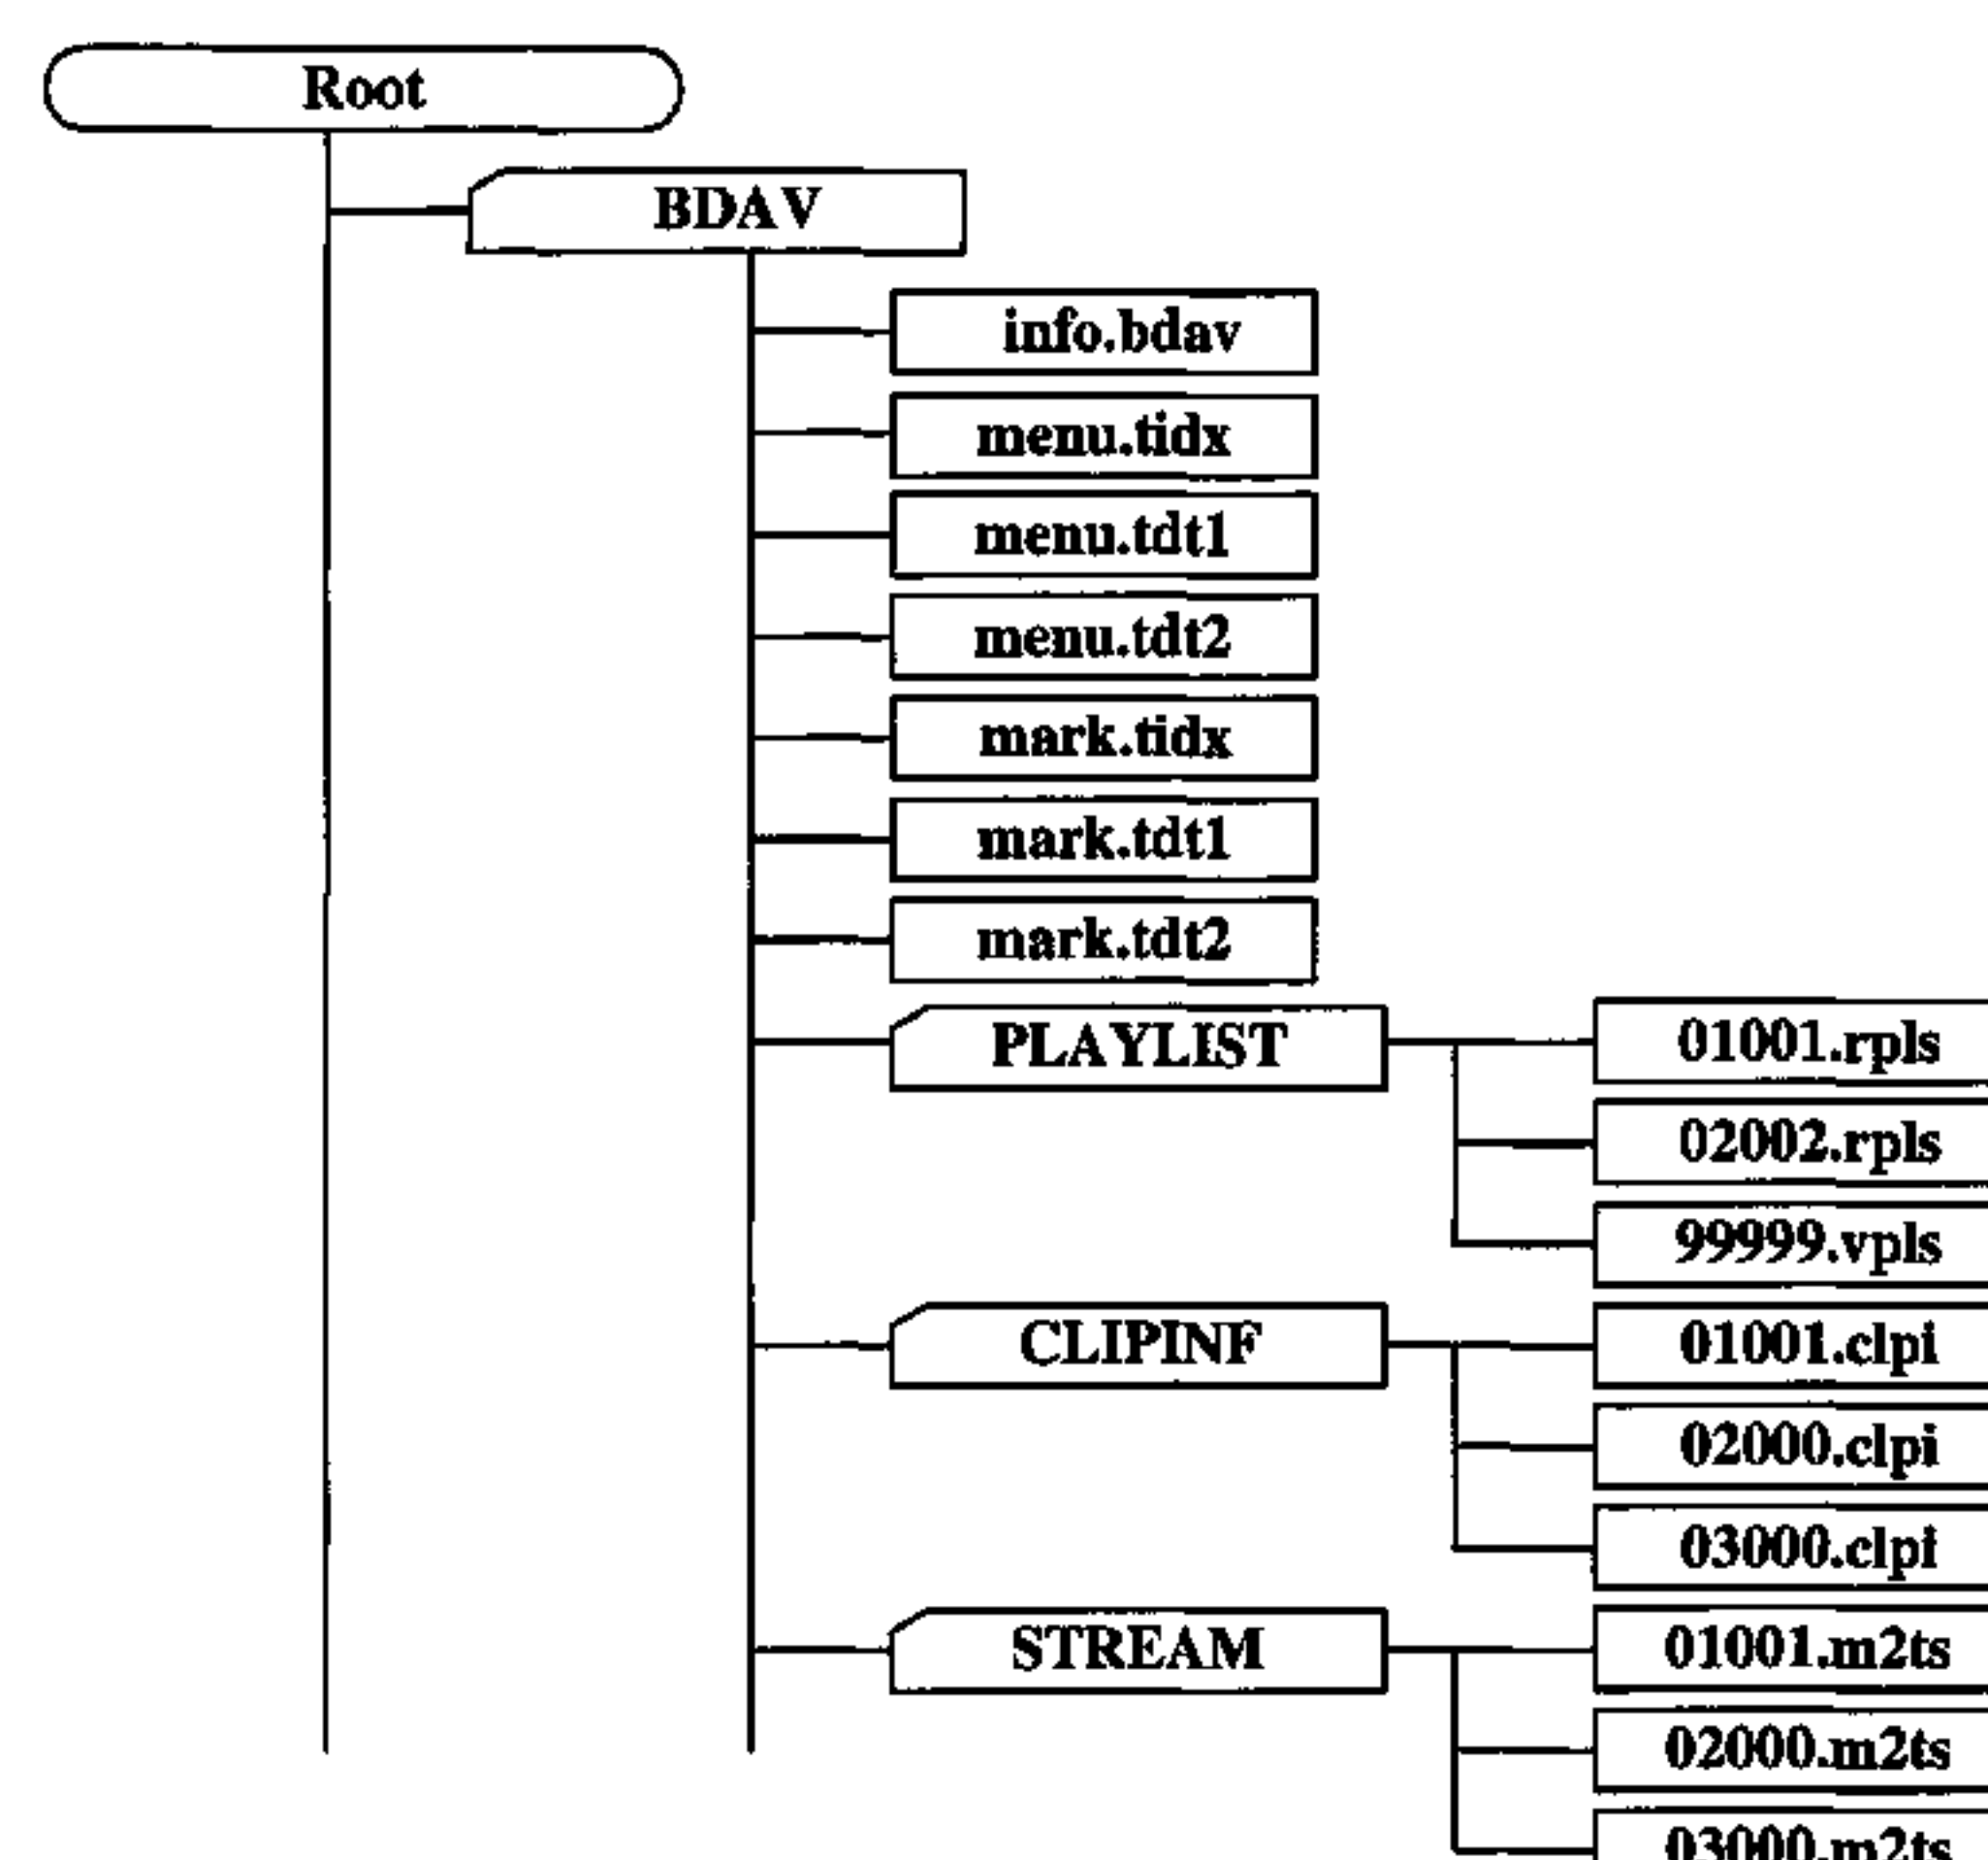 Root
BDAV
info.bdav
menu.tidx
menu.tdt1
menu.tdt2
mark.tidx
mark.tdt1
mark.tdt2
PLAYLIST
01001.rpls
02002.rpls
99999.vpls
CLIPINF
01001.clpi
02000.clpi
03000.clpi
STREAM
01001.m2ts
02000.m2ts
03000.m2ts